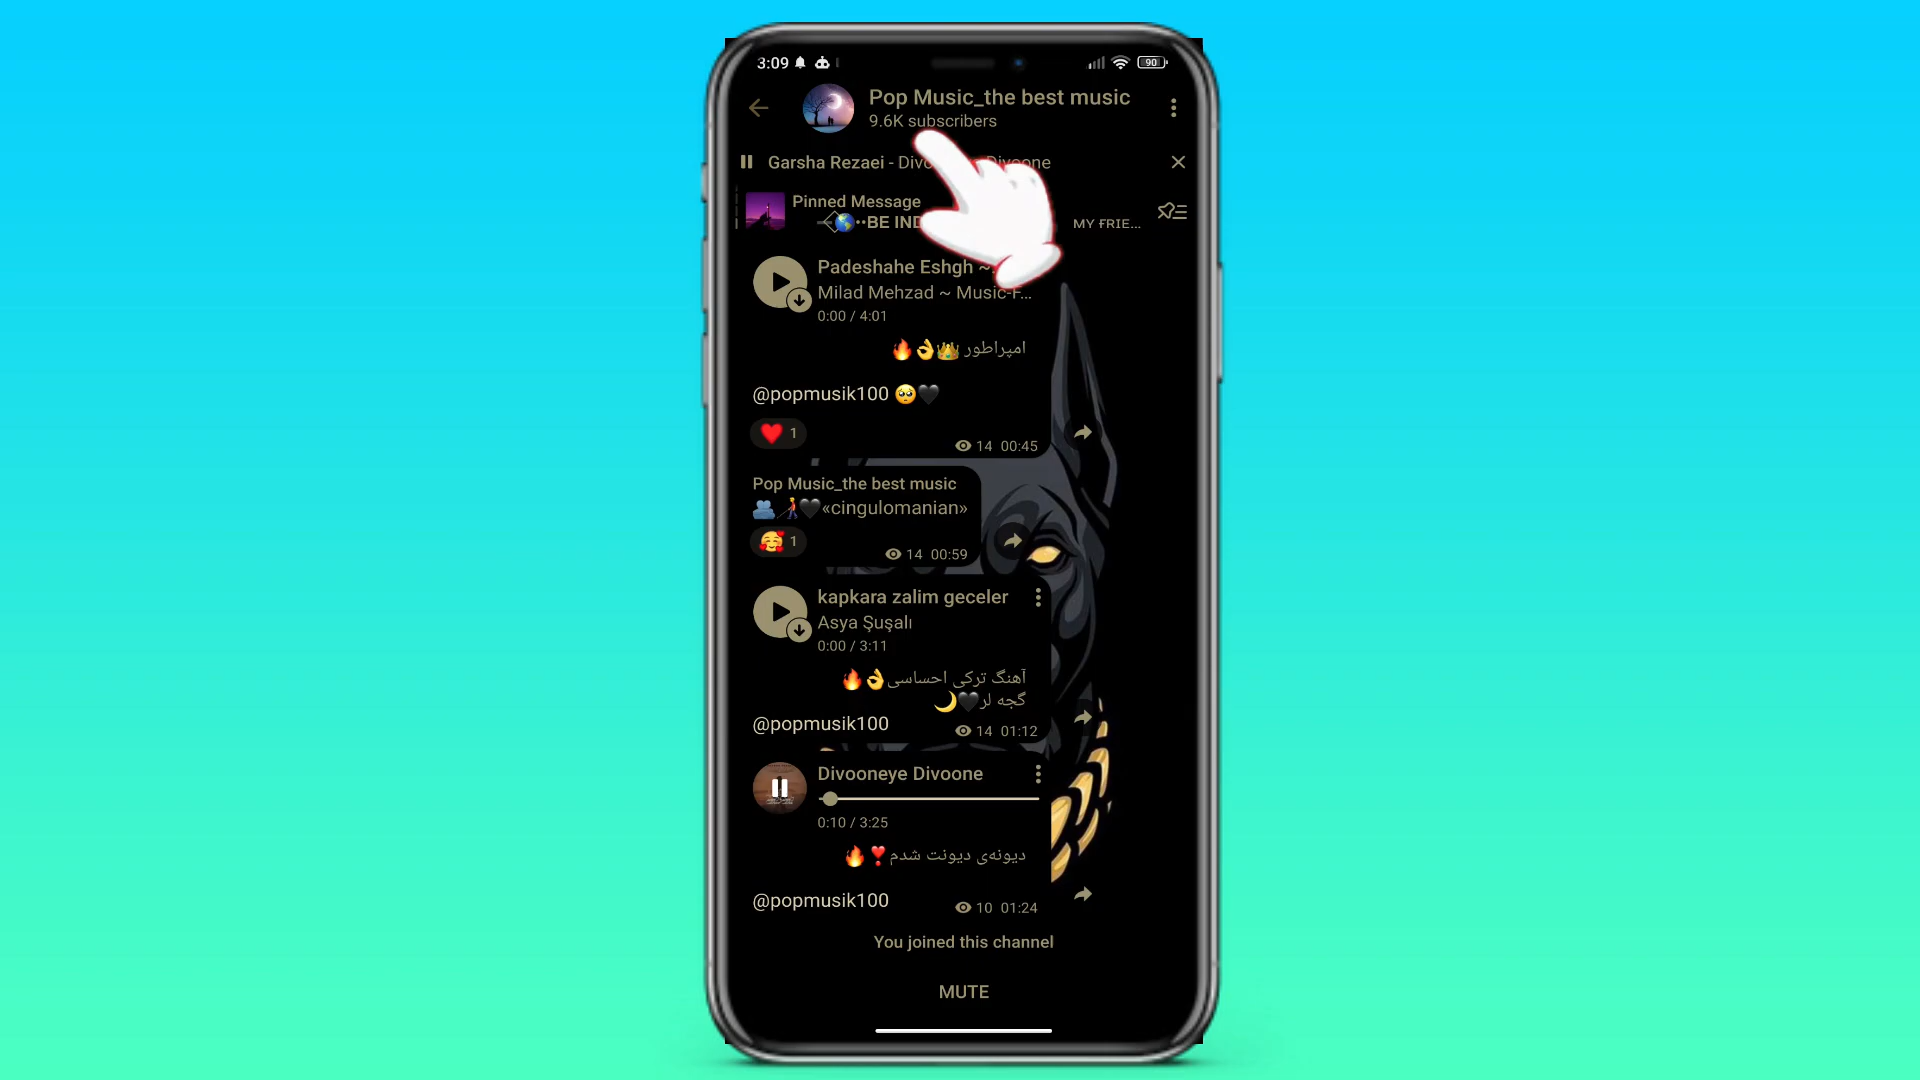 3:09
90
Pop Music_the best music
9.6K subscribers
Garsha Rezaei - Divoone
Pinned Message
BE IND
MY FRIE...
Padeshahe Eshgh ~
Milad Mehzad ~ Music-F...
0:00 / 4:01
امپراطور 👑👌🔥
@popmusik100 🥺🖤
❤️ 1
14 00:45
Pop Music_the best music
🫂👩‍🦯🖤«cingulomanian»
🥰 1
14 00:59
kapkara zalim geceler
Asya Şuşalı
0:00 / 3:11
آهنگ ترکی احساسی👌🔥
گجه لر🖤🌙
@popmusik100
14 01:12
Divooneye Divoone
0:10 / 3:25
دیونه‌ی دیونت شدم❣️🔥
@popmusik100
10 01:24
You joined this channel
MUTE